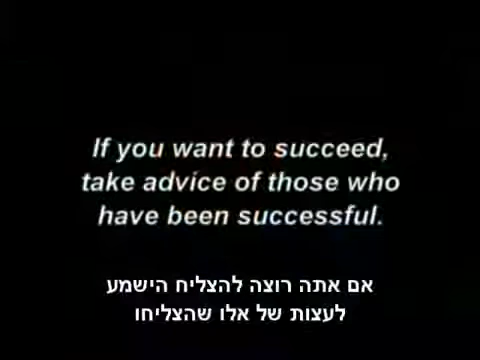 If you want to succeed,
take advice of those who
have been successful.
אם אתה רוצה להצליח הישמע
לעצות של אלו שהצליחו